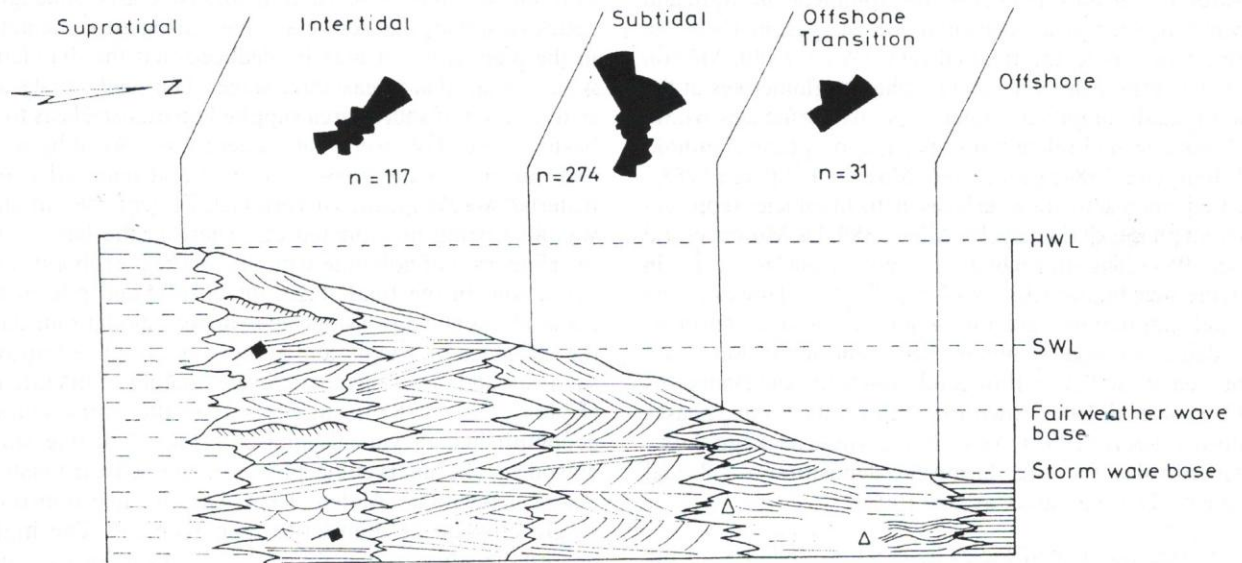 Supratidal
Intertidal
Subtidal
Offshone
Transition
Offshore
Z
n = 117
n = 274
n = 31
HWL
SWL
Fair weather wave
base
Storm wave base